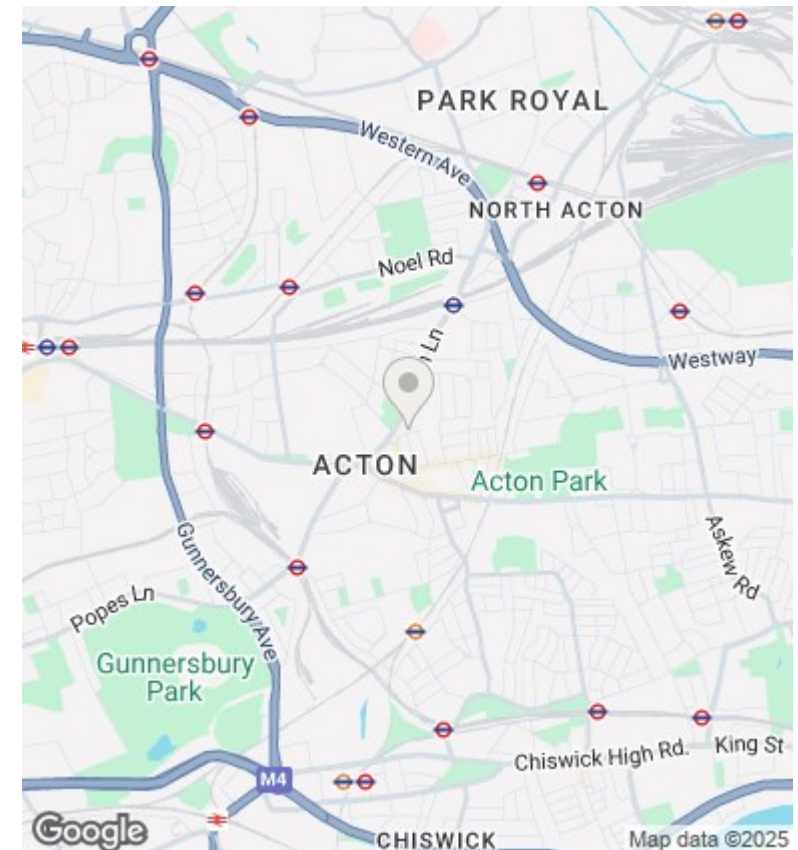 PARK ROYAL
Western Ave
NORTH ACTON
Noel Rd
Ln
Westway
ACTON
Acton Park
Askew Rd
Gunnersbury Ave
Popes Ln
Gunnersbury
Park
Chiswick High Rd.
King St
M4
CHISWICK
Google
Map data ©2025